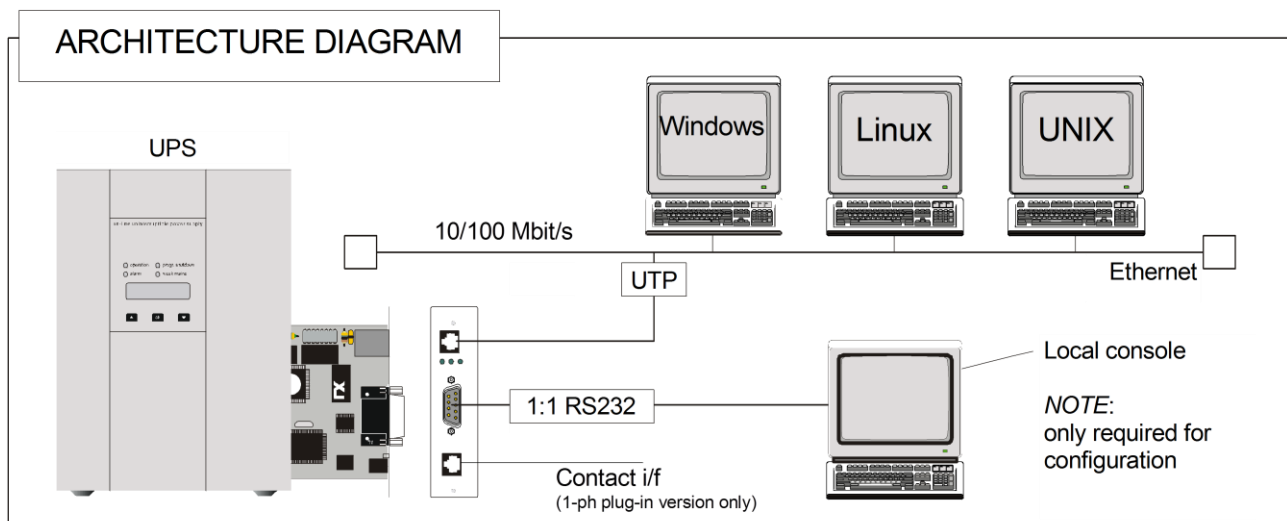 ARCHITECTURE DIAGRAM
UPS
Windows
Linux
UNIX
10/100 Mbit/s
UTP
Ethernet
Local console
1:1 RS232
NOTE:
only required for
configuration
Contact i/f
(1-ph plug-in version only)